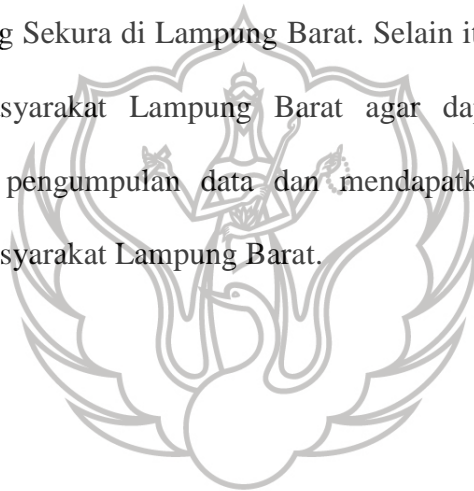 g Sekura di Lampung Barat. Selain it
syarakat Lampung Barat agar da
pengumpulan data dan mendapatk
syarakat Lampung Barat.